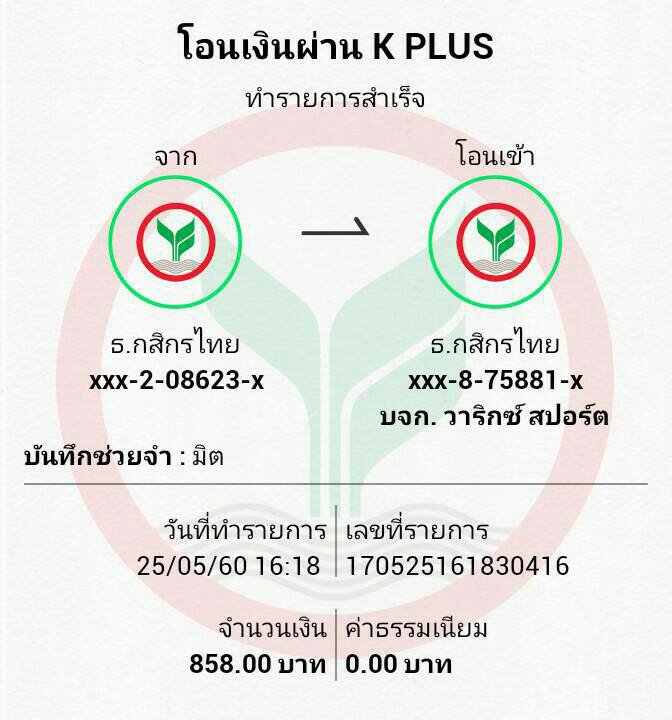 โอนเงินผ่าน K PLUS
ทำรายการสำเร็จ
จาก
โอนเข้า
ธ.กสิกรไทย
ธ.กสิกรไทย
xxx-2-08623-x
xxx-8-75881-x
บจก. วาริกซ์ สปอร์ต
บันทึกช่วยจำ : มิต
วันที่ทำรายการ
เลขที่รายการ
25/05/60 16:18
170525161830416
จำนวนเงิน
ค่าธรรมเนียม
858.00 บาท
0.00 บาท